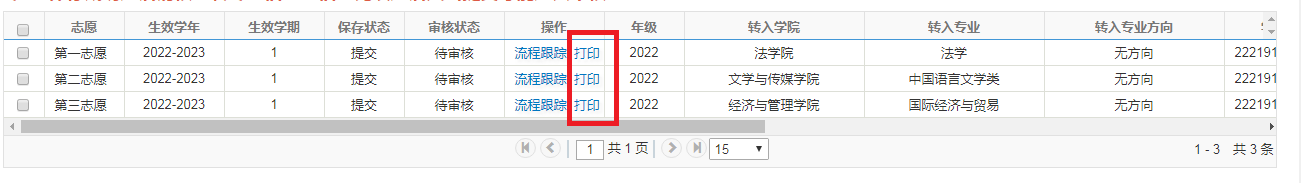 志愿 生效学年 生效学期 保存状态 审核状态 操作 年级 转入学院 转入专业 转入专业方向
第一志愿 2022-2023 1 提交 待审核 流程跟踪 打印 2022 法学院 法学 无方向 222191
第二志愿 2022-2023 1 提交 待审核 流程跟踪 打印 2022 文学与传媒学院 中国语言文学类 无方向 222191
第三志愿 2022-2023 1 提交 待审核 流程跟踪 打印 2022 经济与管理学院 国际经济与贸易 无方向 222191
1 共 1 页 15 1 - 3 共 3 条